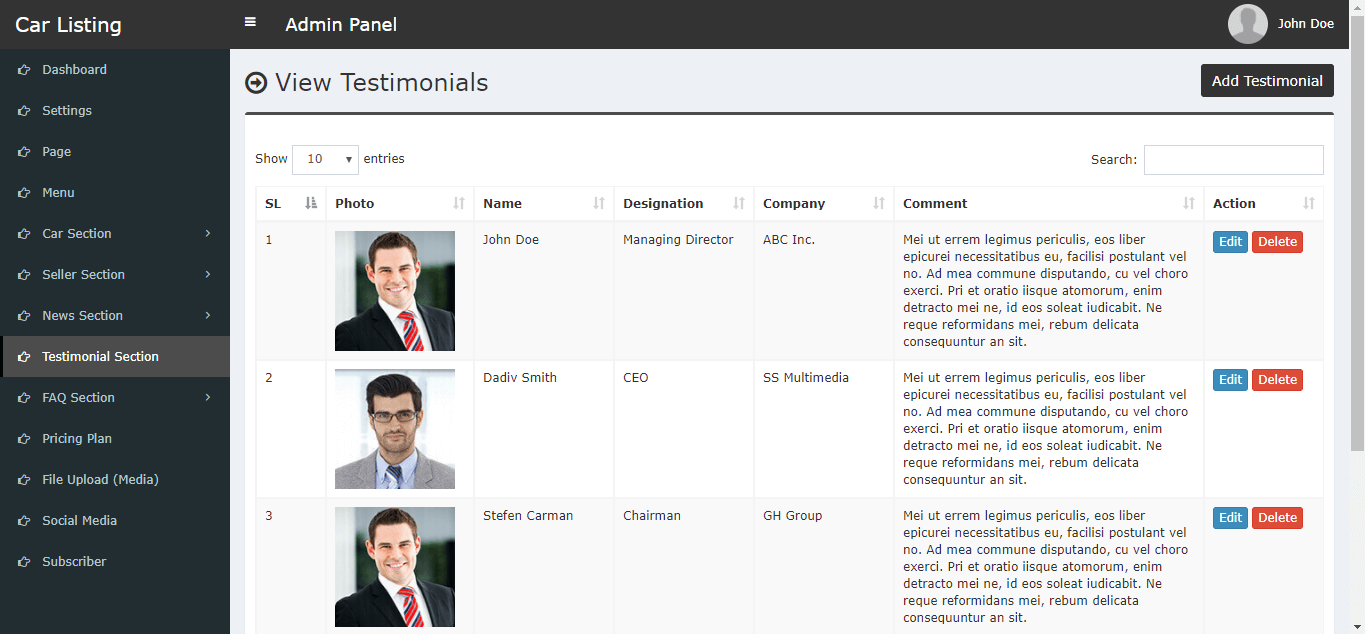 Car Listing
Admin Panel
John Doe
Dashboard
Settings
Page
Menu
Car Section
Seller Section
News Section
Testimonial Section
FAQ Section
Pricing Plan
File Upload (Media)
Social Media
Subscriber
View Testimonials
Add Testimonial
Show 10 entries
Search:
SL Photo Name Designation Company Comment Action
1 John Doe Managing Director ABC Inc. Mei ut errem legimus periculis, eos liber Edit Delete
epicurei necessitatibus eu, facilisi postulant vel
no. Ad mea commune disputando, cu vel choro
exerci. Pri et oratio iisque atomorum, enim
detracto mei ne, id eos soleat iudicabit. Ne
reque reformidans mei, rebum delicata
consequuntur an sit.
2 Dadiv Smith CEO SS Multimedia Mei ut errem legimus periculis, eos liber Edit Delete
epicurei necessitatibus eu, facilisi postulant vel
no. Ad mea commune disputando, cu vel choro
exerci. Pri et oratio iisque atomorum, enim
detracto mei ne, id eos soleat iudicabit. Ne
reque reformidans mei, rebum delicata
consequuntur an sit.
3 Stefen Carman Chairman GH Group Mei ut errem legimus periculis, eos liber Edit Delete
epicurei necessitatibus eu, facilisi postulant vel
no. Ad mea commune disputando, cu vel choro
exerci. Pri et oratio iisque atomorum, enim
detracto mei ne, id eos soleat iudicabit. Ne
reque reformidans mei, rebum delicata
consequuntur an sit.